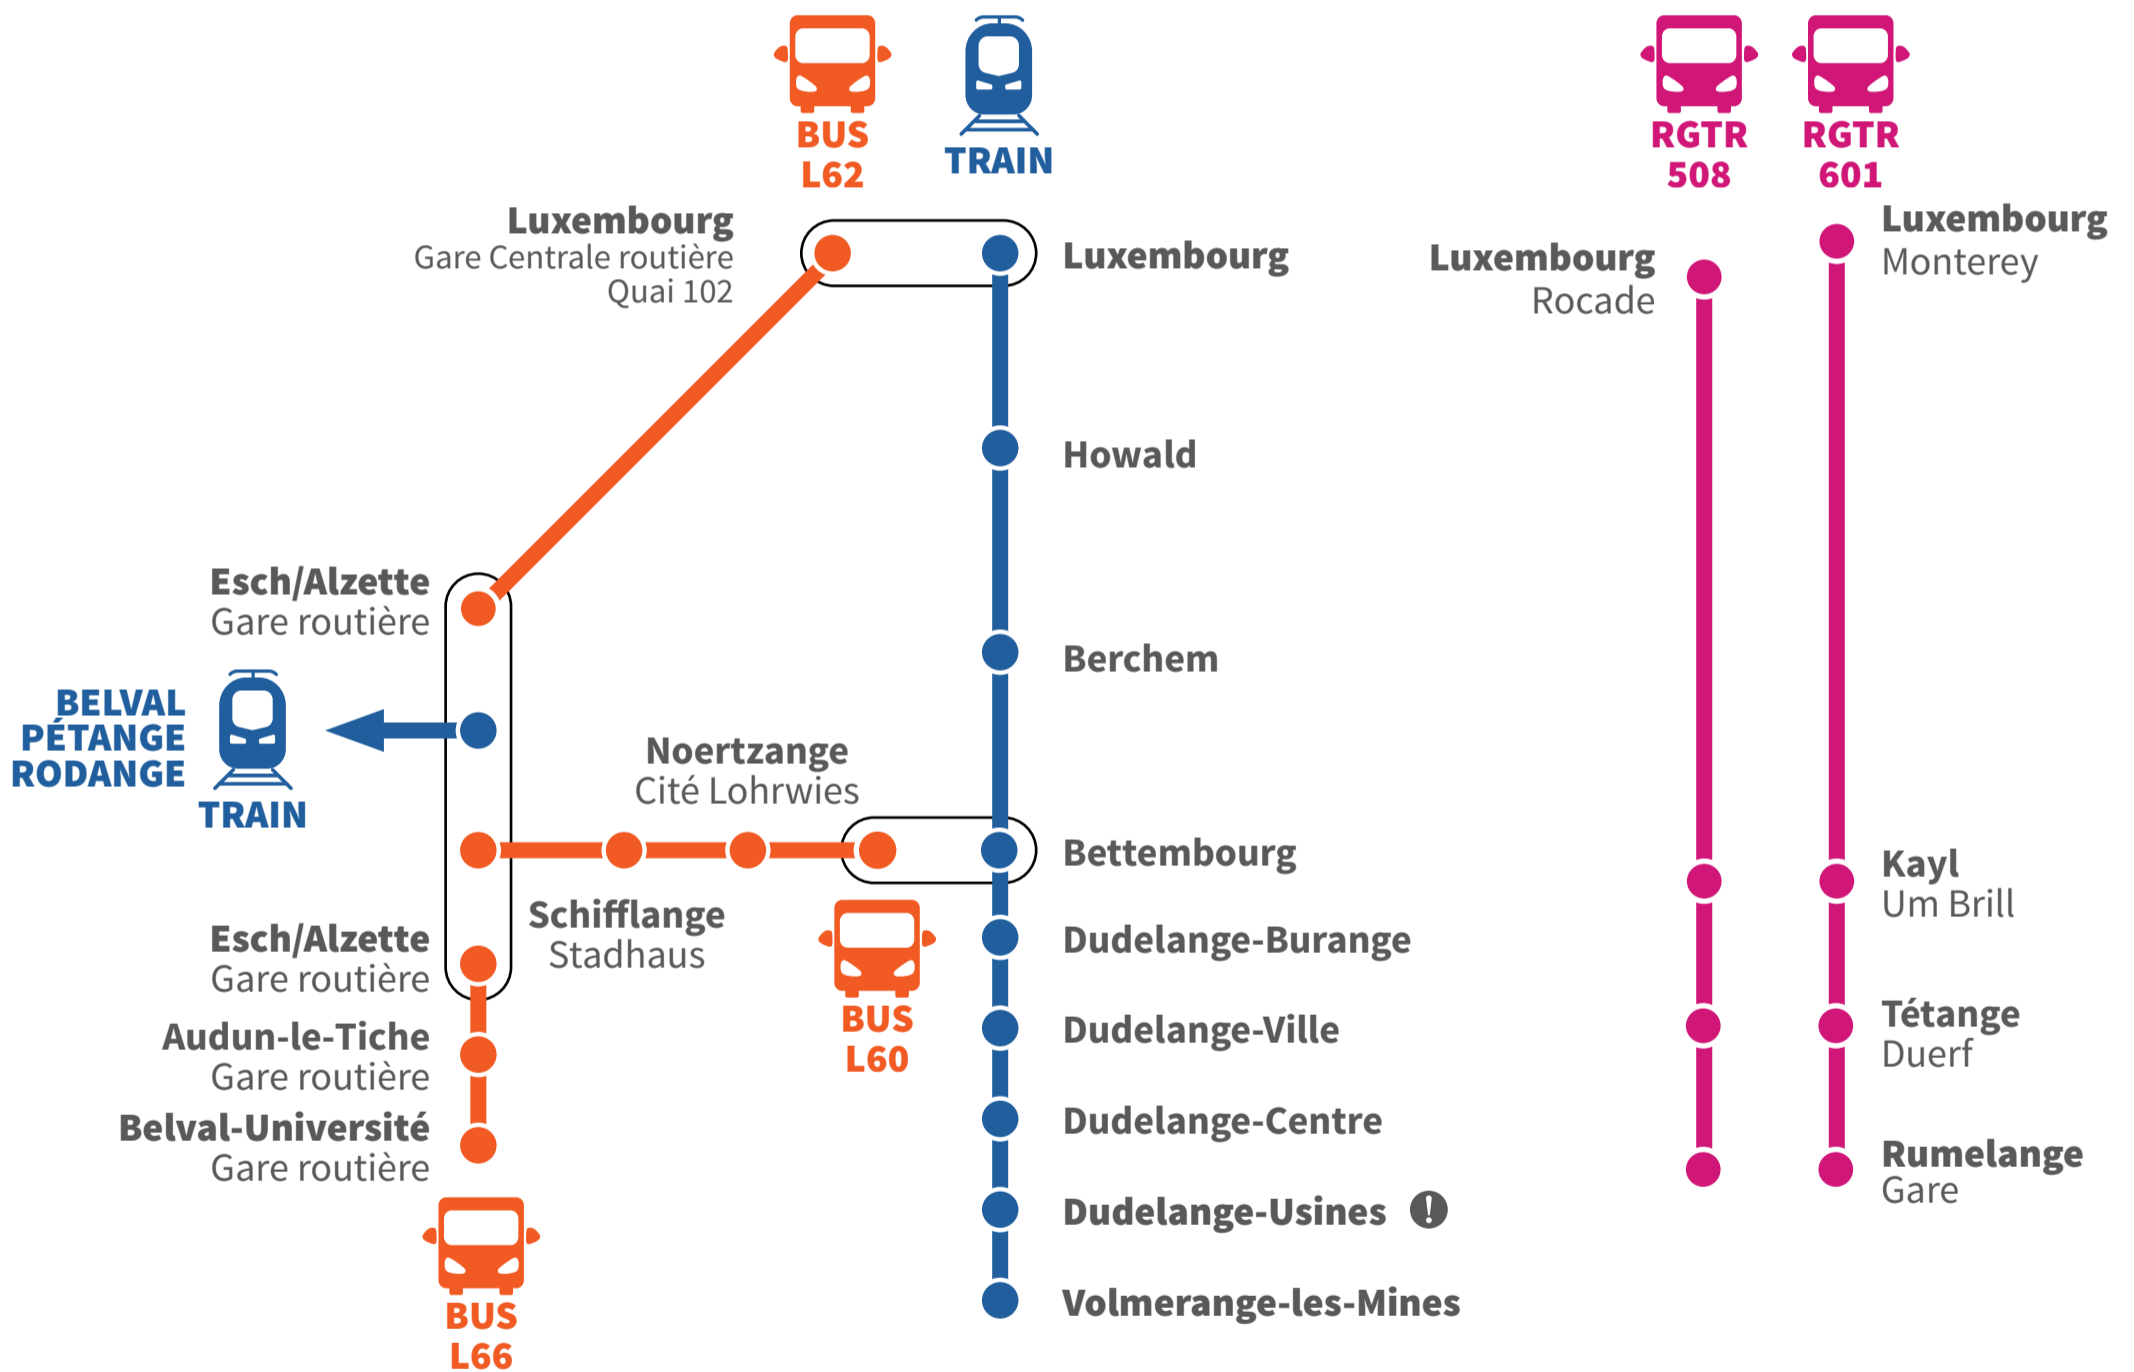 BUS
L62
TRAIN
RGTR
508
RGTR
601
Luxembourg
Gare Centrale routière
Quai 102
Luxembourg
Luxembourg
Rocade
Luxembourg
Monterey
Howald
Esch/Alzette
Gare routière
Berchem
BELVAL
PÉTANGE
RODANGE
TRAIN
Noertzange
Cité Lohrwies
Bettembourg
Kayl
Um Brill
Schifflange
Stadhaus
Esch/Alzette
Gare routière
BUS
L60
Dudelange-Burange
Audun-le-Tiche
Gare routière
Dudelange-Ville
Tétange
Duerf
Belval-Université
Gare routière
Dudelange-Centre
Rumelange
Gare
Dudelange-Usines !
BUS
L66
Volmerange-les-Mines